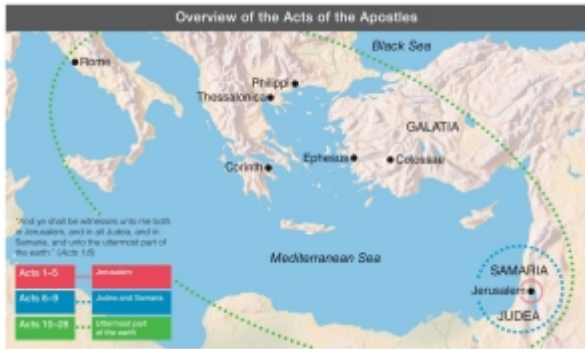 Overview of the Acts of the Apostles
Black Sea
Rome
Philippi
Thessalonica
GALATIA
Ephesus
Colossae
Corinth
"And ye shall be witnesses unto me both
in Jerusalem, and in all Judea, and in
Samaria, and unto the uttermost part of
the earth." (Acts 1:8)
Mediterranean Sea
SAMARIA
Jerusalem
JUDEA
Acts 1–5
Jerusalem
Acts 6–9
Judea and Samaria
Acts 10–28
Uttermost part
of the earth